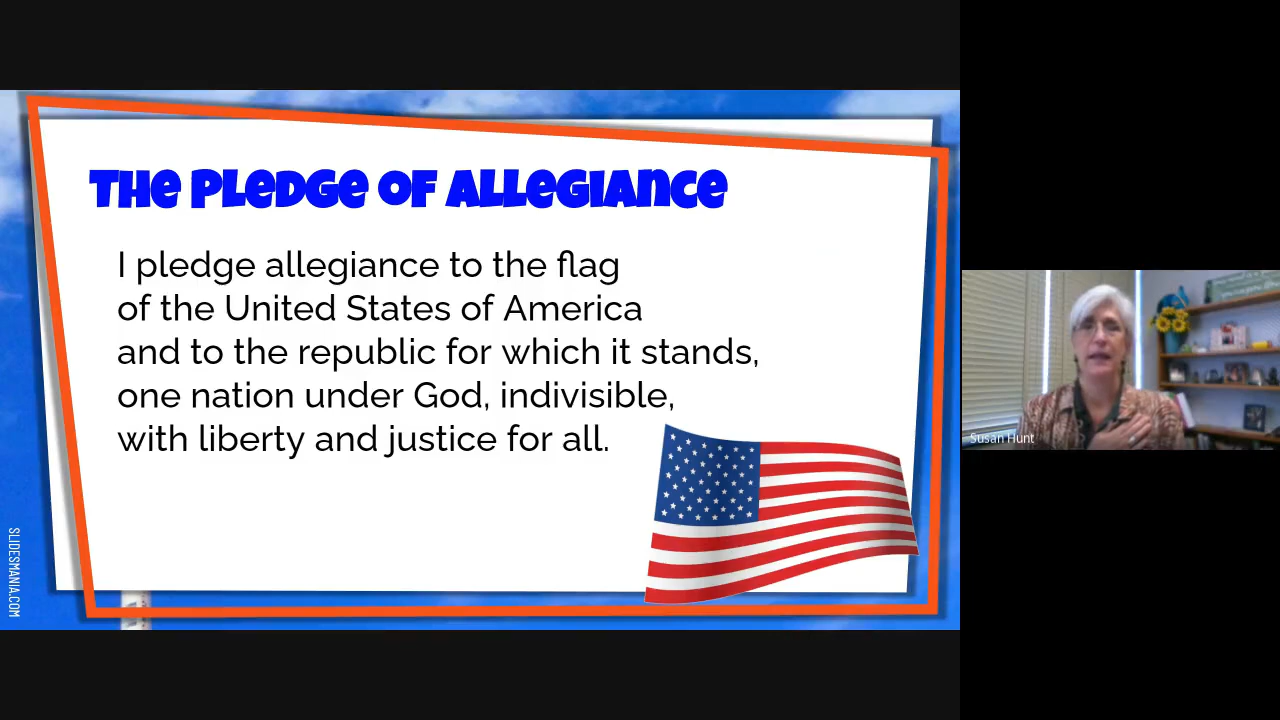 The Pledge of Allegiance
I pledge allegiance to the flag
of the United States of America
and to the republic for which it stands,
one nation under God, indivisible,
with liberty and justice for all.
SLIDESMANIA.COM
Susan Hunt